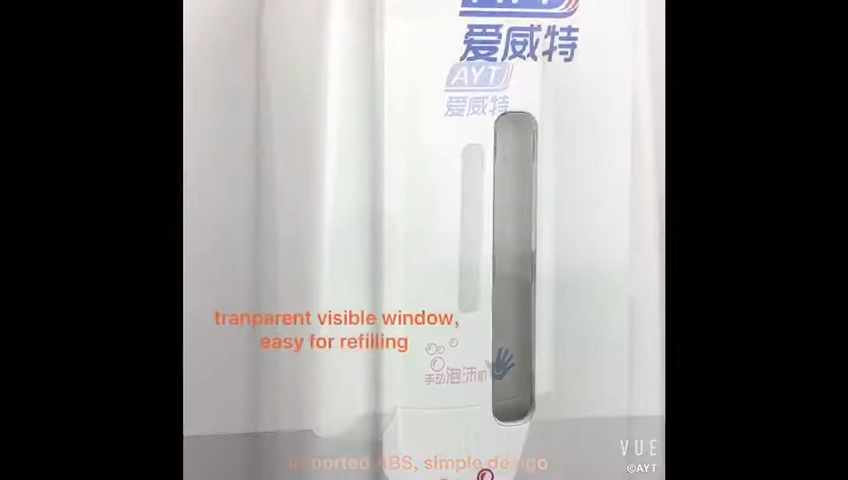 爱威特
AYT
爱威特
tranparent visible window,
easy for refilling
手动泡沫机
ABS, simple design
VUE
©AYT